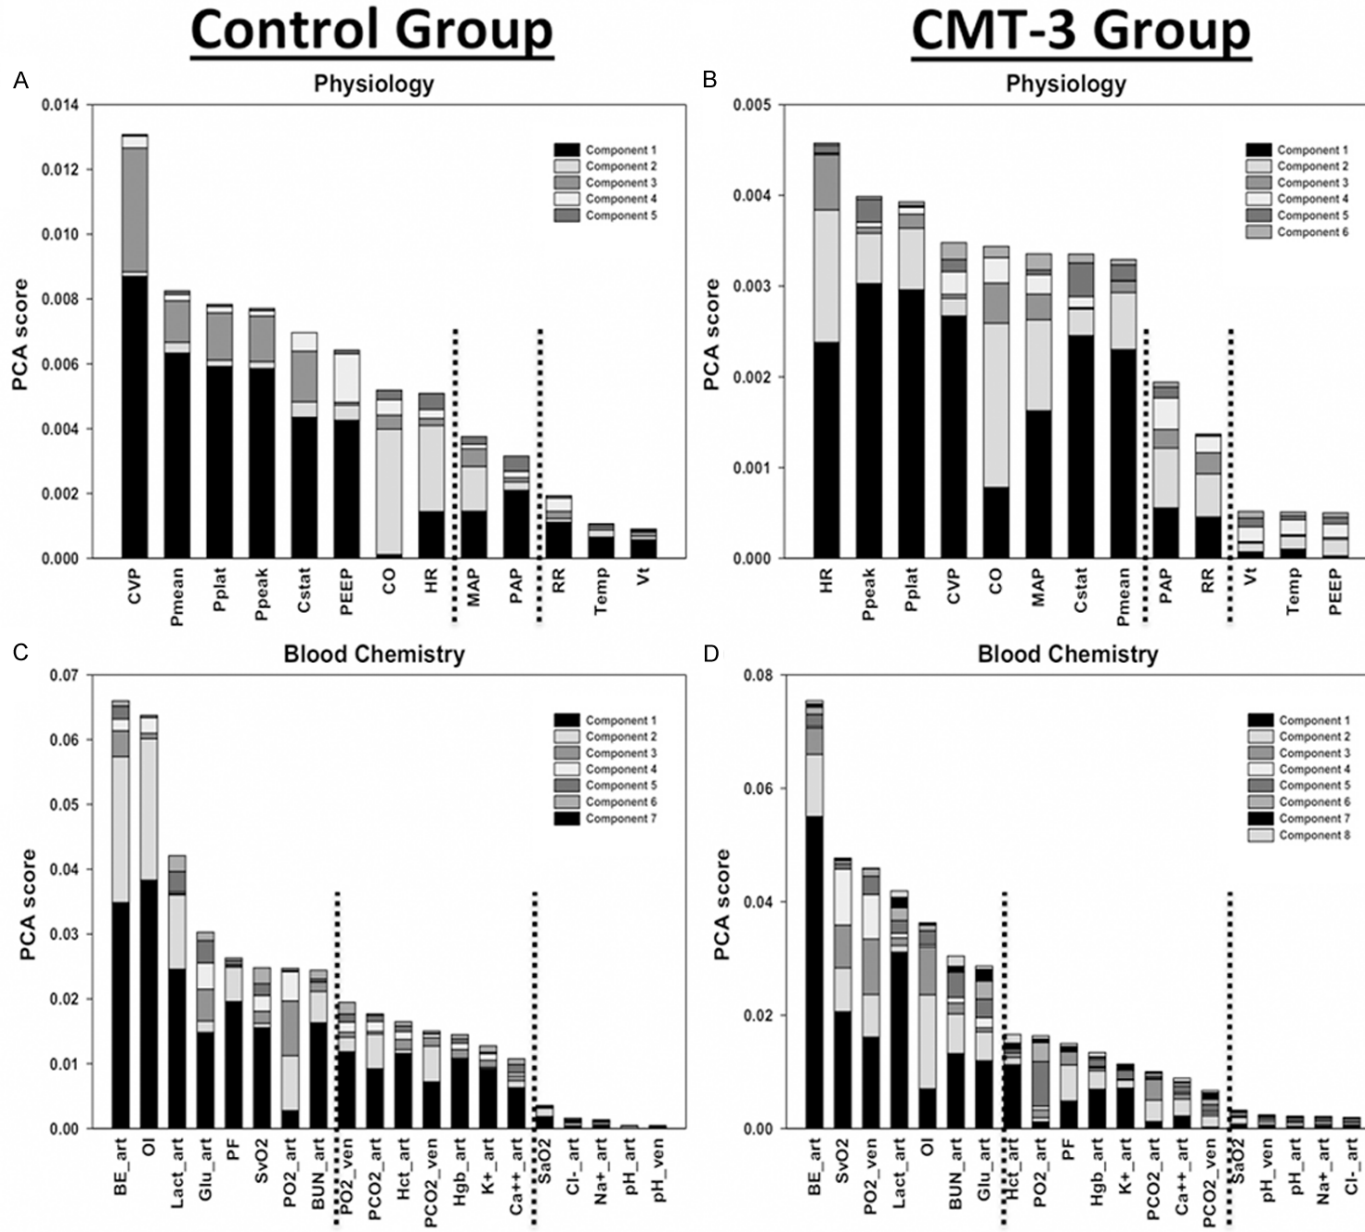 Control Group
CMT-3 Group
A
Physiology
PCA score
0.014
0.012
0.010
0.008
0.006
0.004
0.002
0.000
Component 1
Component 2
Component 3
Component 4
Component 5
CVP
Pmean
Pplat
Ppeak
Cstat
PEEP
CO
HR
MAP
PAP
RR
Temp
Vt
B
Physiology
PCA score
0.005
0.004
0.003
0.002
0.001
0.000
Component 1
Component 2
Component 3
Component 4
Component 5
Component 6
HR
Ppeak
Pplat
CVP
CO
MAP
Cstat
Pmean
PAP
RR
Vt
Temp
PEEP
C
Blood Chemistry
PCA score
0.07
0.06
0.05
0.04
0.03
0.02
0.01
0.00
Component 1
Component 2
Component 3
Component 4
Component 5
Component 6
Component 7
BE_art
OI
Lact_art
Glu_art
PF
SvO2
PO2_art
BUN_art
PO2_ven
PCO2_art
Hct_art
PCO2_ven
Hgb_art
K+_art
Ca++_art
SaO2
Cl-_art
Na+_art
pH_art
pH_ven
D
Blood Chemistry
PCA score
0.08
0.06
0.04
0.02
0.00
Component 1
Component 2
Component 3
Component 4
Component 5
Component 6
Component 7
Component 8
BE_art
SvO2
PO2_ven
Lact_art
OI
BUN_art
Glu_art
Hct_art
PO2_art
PF
Hgb_art
K+_art
PCO2_art
Ca++_art
PCO2_ven
SaO2
pH_ven
pH_art
Na+_art
Cl-_art